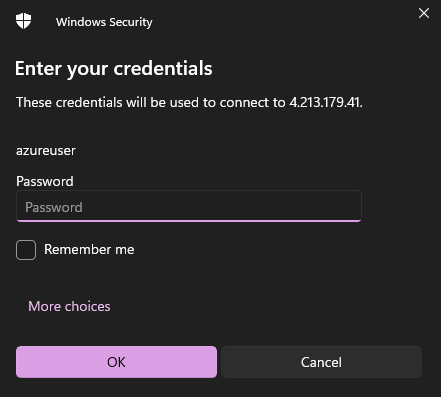 Windows Security
Enter your credentials
These credentials will be used to connect to 4.213.179.41.
azureuser
Password
Password
Remember me
More choices
OK Cancel